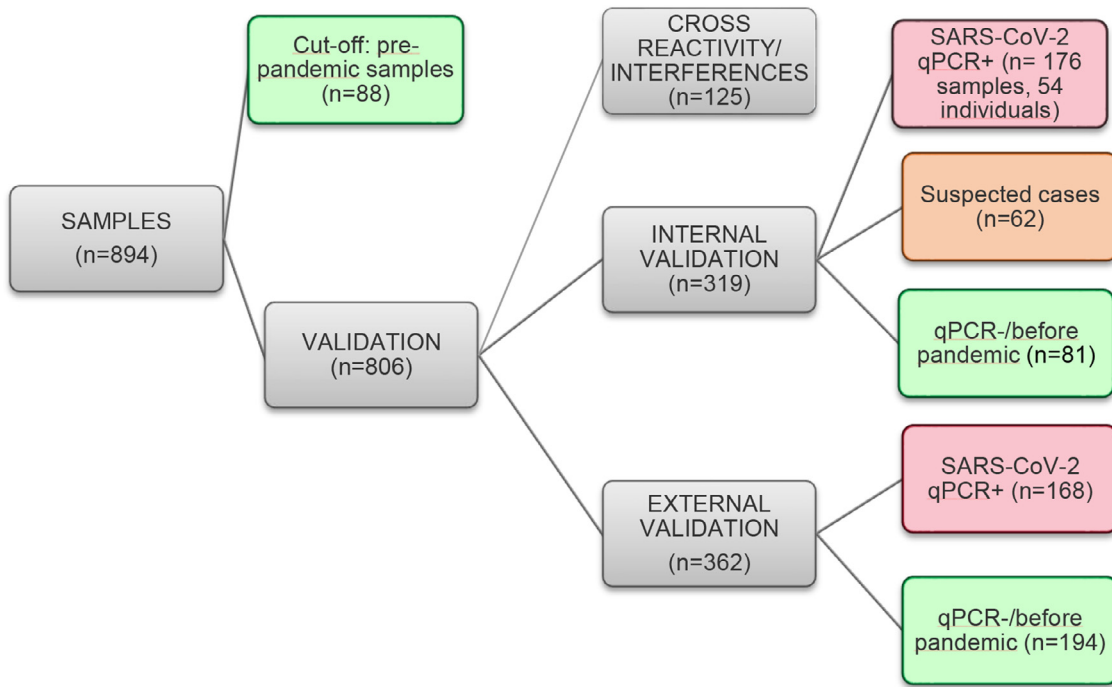 SAMPLES
(n=894)
Cut-off: pre-
pandemic samples
(n=88)
VALIDATION
(n=806)
CROSS
REACTIVITY/
INTERFERENCES
(n=125)
INTERNAL
VALIDATION
(n=319)
EXTERNAL
VALIDATION
(n=362)
SARS-CoV-2
qPCR+ (n= 176
samples, 54
individuals)
Suspected cases
(n=62)
qPCR-/before
pandemic (n=81)
SARS-CoV-2
qPCR+ (n=168)
qPCR-/before
pandemic (n=194)